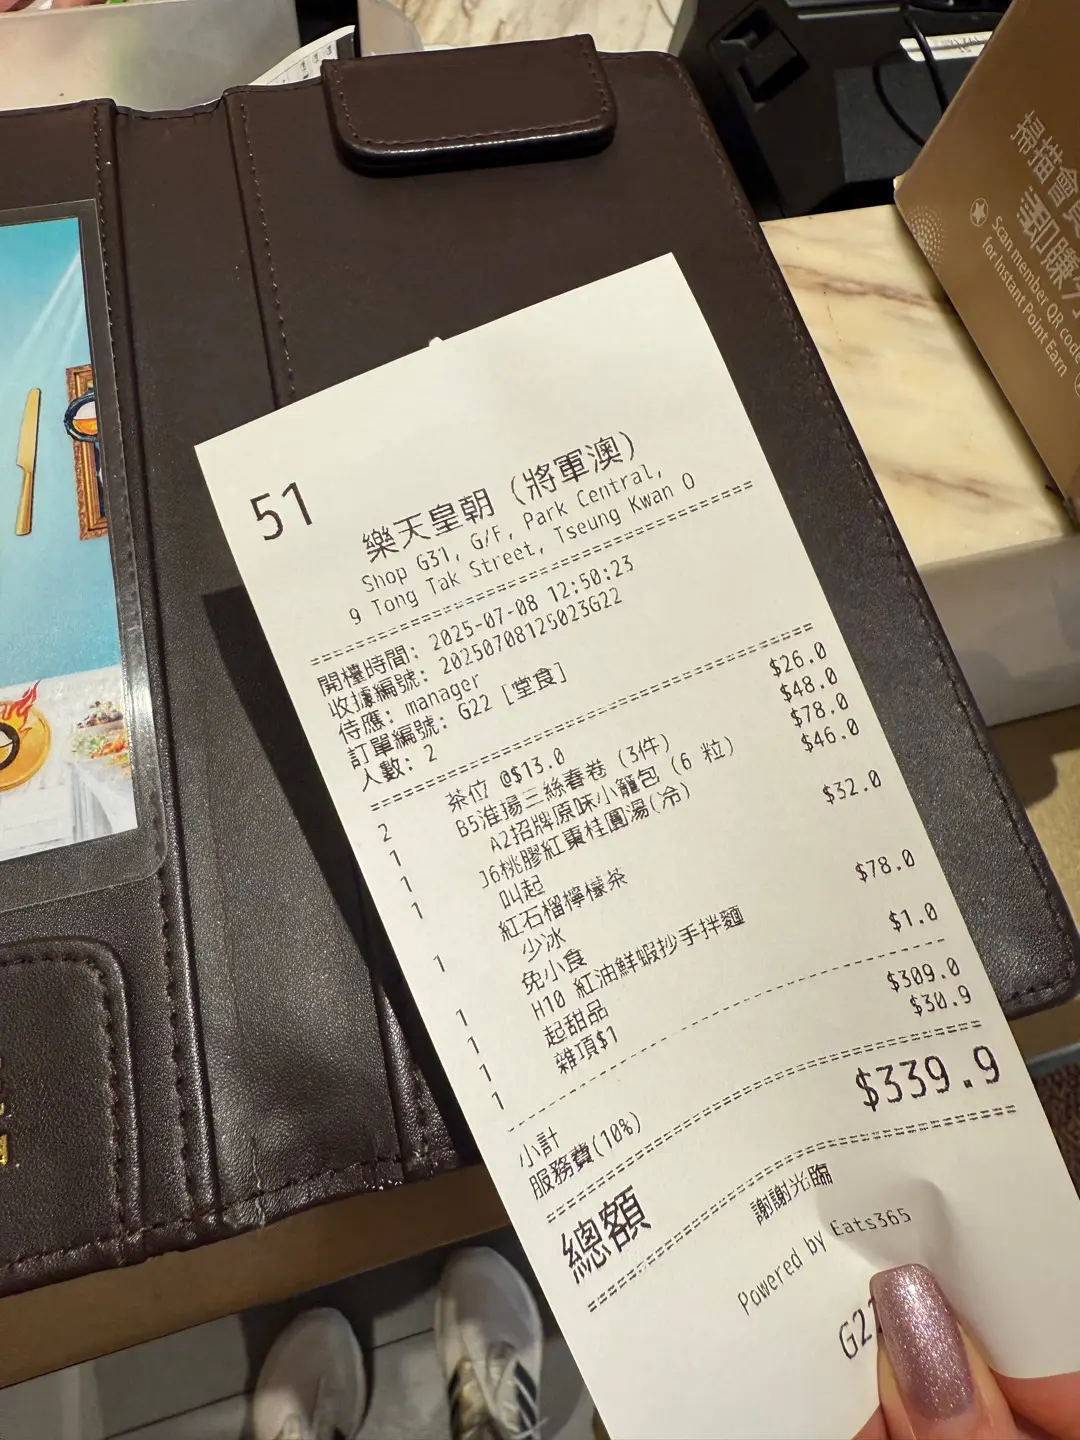 掃描會
Scan member QR code
for Instant Point Earn
51
樂天皇朝 (將軍澳)
Shop G31, G/F, Park Central,
9 Tong Tak Street, Tseung Kwan O
開檯時間: 2025-07-08 12:50:23
收據編號: 20250708125023G22
侍應: manager
訂單編號: G22 [堂食]
人數: 2
2 茶位 @$13.0 $26.0
1 B5淮揚三絲春卷 (3件) $48.0
1 A2招牌原味小籠包 (6 粒) $78.0
1 J6桃膠紅棗桂圓湯(冷) $46.0
叫起
1 紅石榴檸檬茶 $32.0
少冰
1 免小食
1 H10 紅油鮮蝦抄手拌麵 $78.0
1 起甜品
1 雜項$1 $1.0
小計 $309.0
服務費(10%) $30.9
總額 $339.9
謝謝光臨
Powered by Eats365